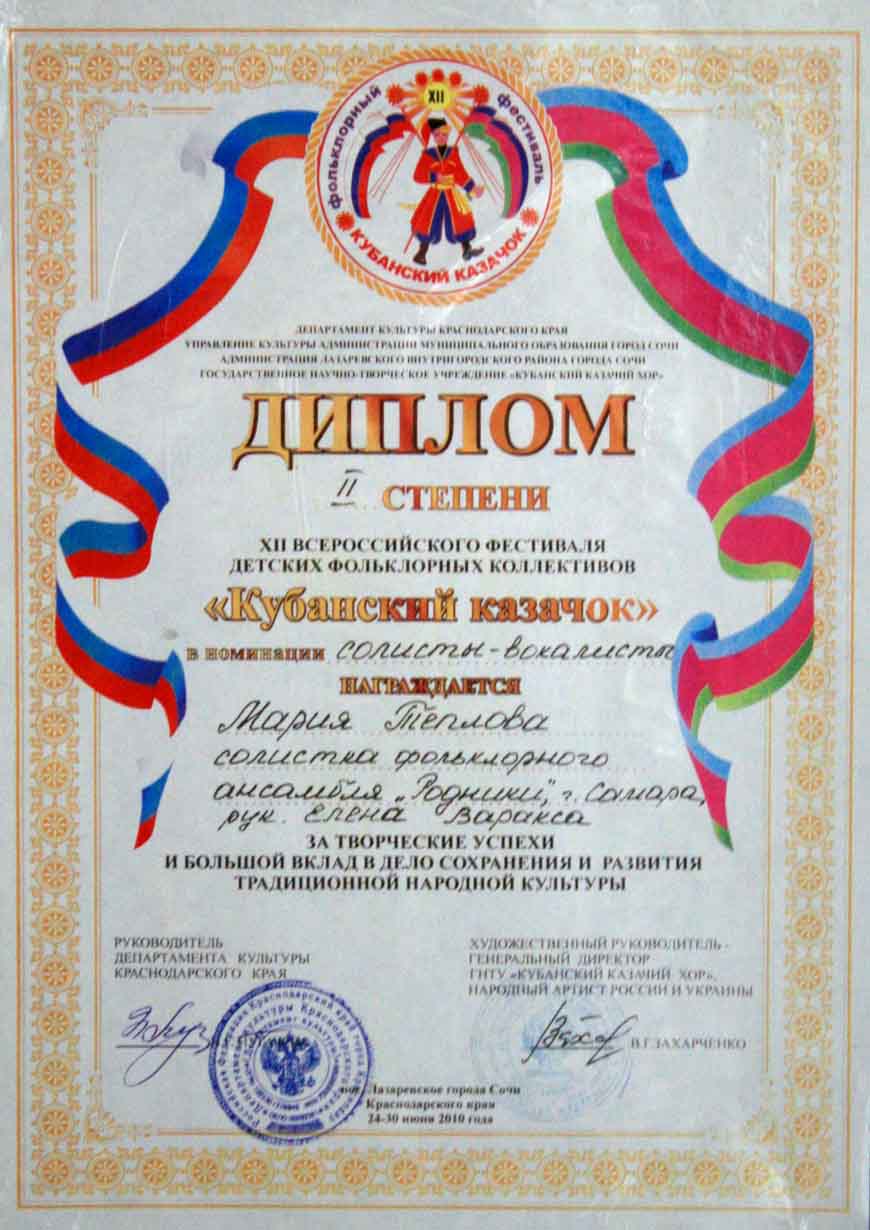 фольклорный фестиваль
XII
КУБАНСКИЙ КАЗАЧОК
ДЕПАРТАМЕНТ КУЛЬТУРЫ КРАСНОДАРСКОГО КРАЯ
УПРАВЛЕНИЕ КУЛЬТУРЫ АДМИНИСТРАЦИИ МУНИЦИПАЛЬНОГО ОБРАЗОВАНИЯ ГОРОД СОЧИ
АДМИНИСТРАЦИЯ ЛАЗАРЕВСКОГО ВНУТРИГОРОДСКОГО РАЙОНА ГОРОДА СОЧИ
ГОСУДАРСТВЕННОЕ НАУЧНО-ТВОРЧЕСКОЕ УЧРЕЖДЕНИЕ «КУБАНСКИЙ КАЗАЧИЙ ХОР»
ДИПЛОМ
II СТЕПЕНИ
XII ВСЕРОССИЙСКОГО ФЕСТИВАЛЯ
ДЕТСКИХ ФОЛЬКЛОРНЫХ КОЛЛЕКТИВОВ
«Кубанский казачок»
в номинации солисты-вокалисты
НАГРАЖДАЕТСЯ
Мария Теплова
солистка фольклорного
ансамбля „Родники", г. Самара,
рук. ЕленаВаракса
ЗА ТВОРЧЕСКИЕ УСПЕХИ
И БОЛЬШОЙ ВКЛАД В ДЕЛО СОХРАНЕНИЯ И РАЗВИТИЯ
ТРАДИЦИОННОЙ НАРОДНОЙ КУЛЬТУРЫ
РУКОВОДИТЕЛЬ
ДЕПАРТАМЕНТА КУЛЬТУРЫ
КРАСНОДАРСКОГО КРАЯ
ХУДОЖЕСТВЕННЫЙ РУКОВОДИТЕЛЬ -
ГЕНЕРАЛЬНЫЙ ДИРЕКТОР
ГНТУ «КУБАНСКИЙ КАЗАЧИЙ ХОР»,
НАРОДНЫЙ АРТИСТ РОССИИ И УКРАИНЫ
В.Г.ЗАХАРЧЕНКО
Лазаревское города Сочи
Краснодарского края
24-30 июня 2010 года